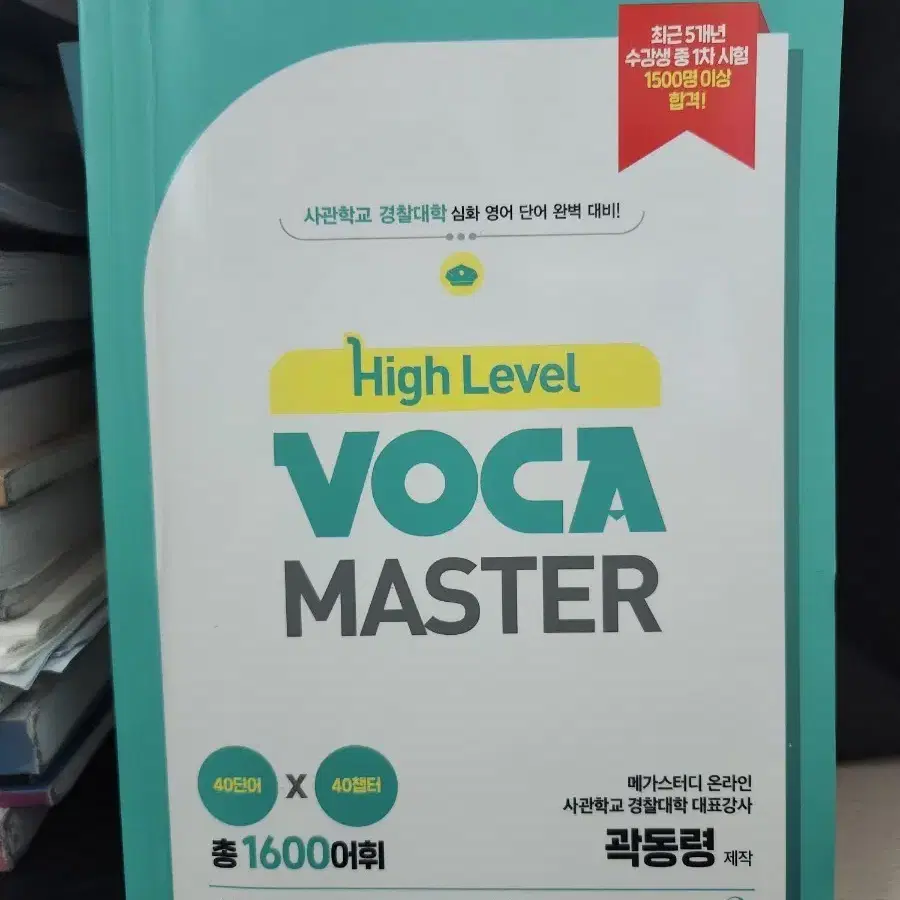 최근 5개년
수강생 중 1차 시험
1500명 이상
합격!
사관학교 경찰대학 심화 영어 단어 완벽 대비!
High Level
VOCA
MASTER
40단어 X 40챕터
총 1600어휘
메가스터디 온라인
사관학교 경찰대학 대표강사
곽동령 제작